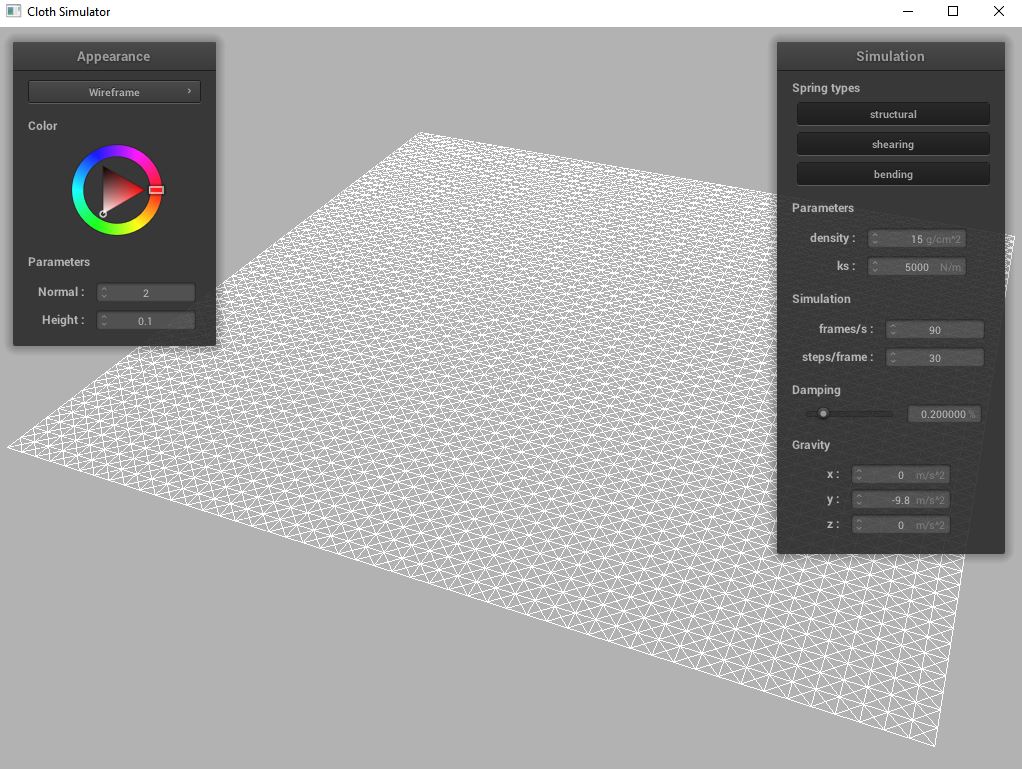 Cloth Simulator
Appearance
Wireframe
Color
Parameters
Normal : 2
Height : 0.1
Simulation
Spring types
structural
shearing
bending
Parameters
density : 15 g/cm^2
ks : 5000 N/m
Simulation
frames/s : 90
steps/frame : 30
Damping
0.200000 %
Gravity
x : 0 m/s^2
y : -9.8 m/s^2
z : 0 m/s^2